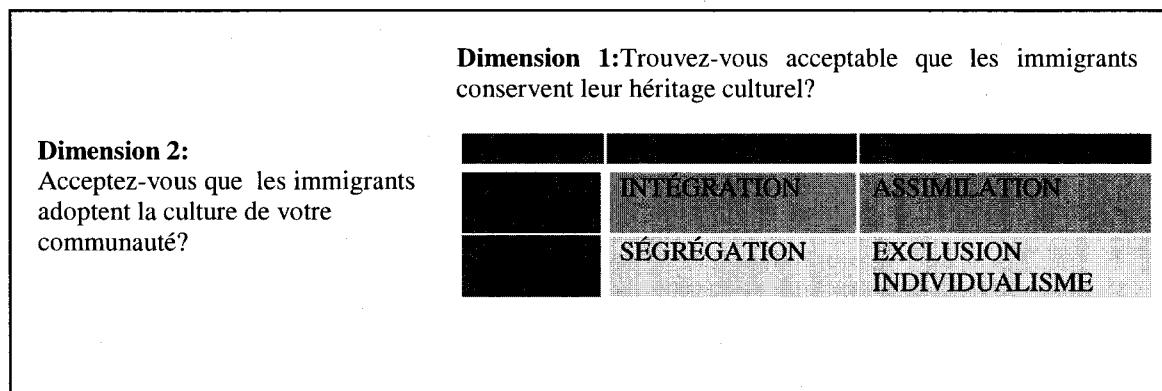 Dimension 1:Trouvez-vous acceptable que les immigrants
conservent leur héritage culturel?
Dimension 2:
Acceptez-vous que les immigrants
adoptent la culture de votre
communauté?
INTÉGRATION ASSIMILATION
SÉGRÉGATION EXCLUSION
INDIVIDUALISME